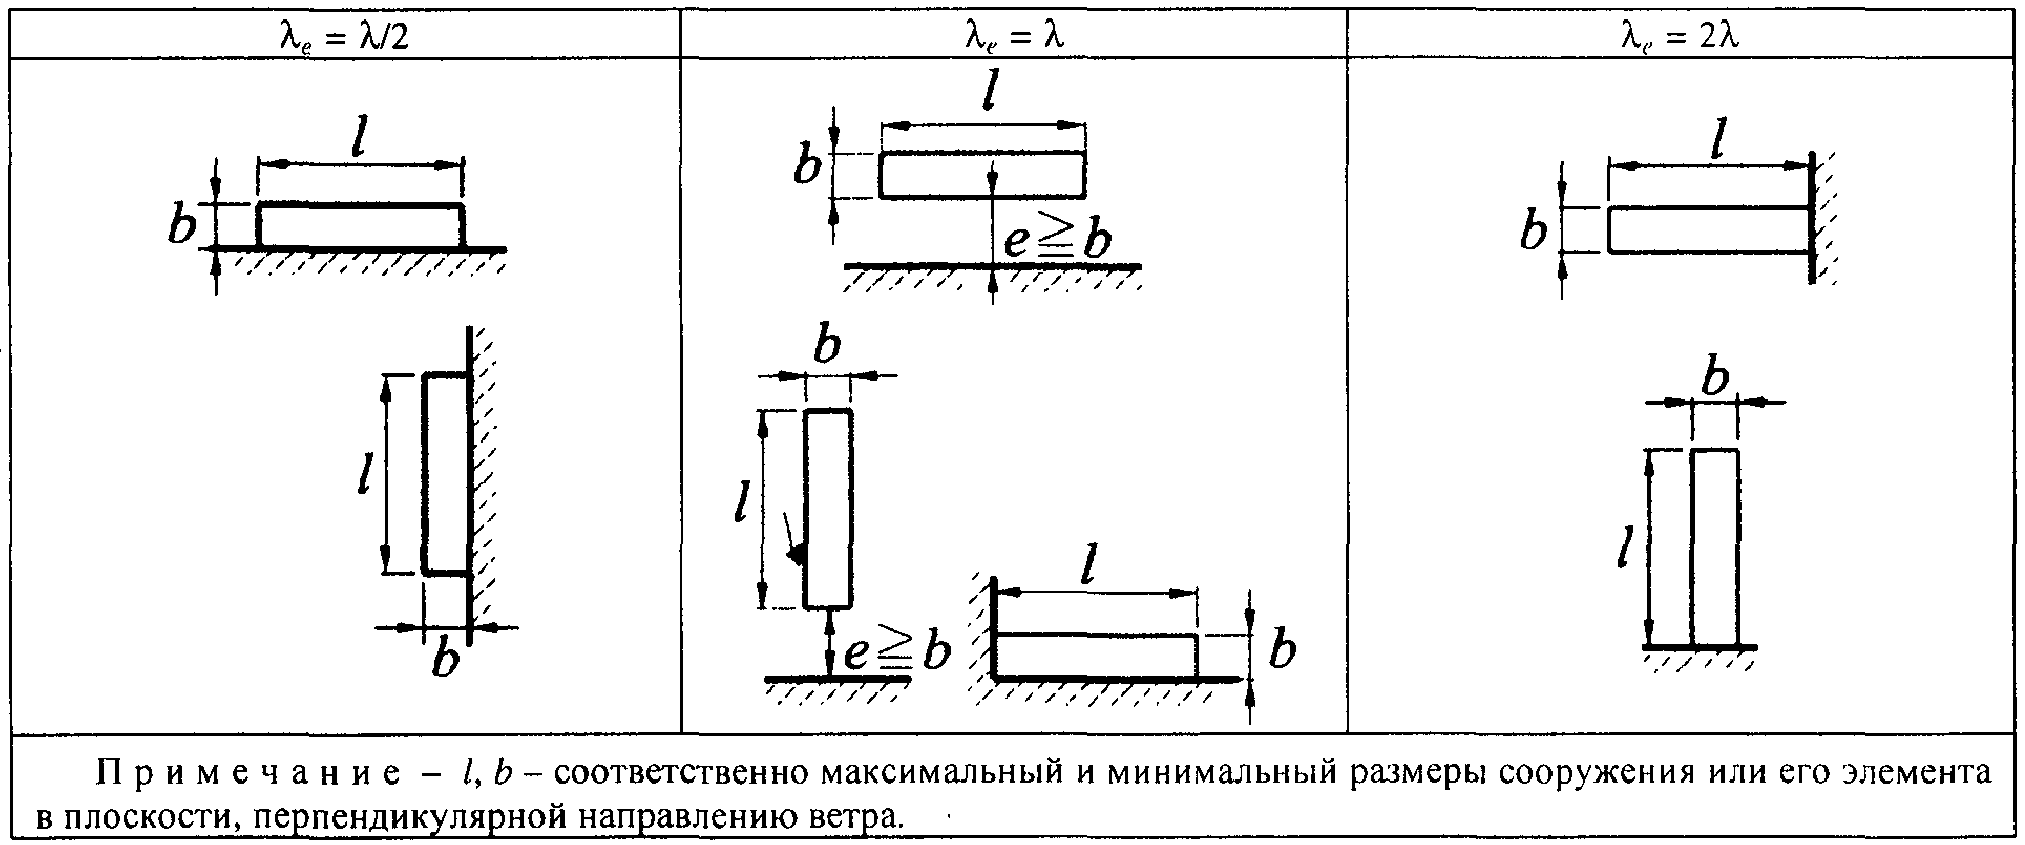 λe = λ/2
λe = λ
λe = 2λ
l
b
l
b
l
b
e ≧ b
b
l
e ≧ b
l
b
l
b
b
l
П р и м е ч а н и е – l, b – соответственно максимальный и минимальный размеры сооружения или его элемента
в плоскости, перпендикулярной направлению ветра.